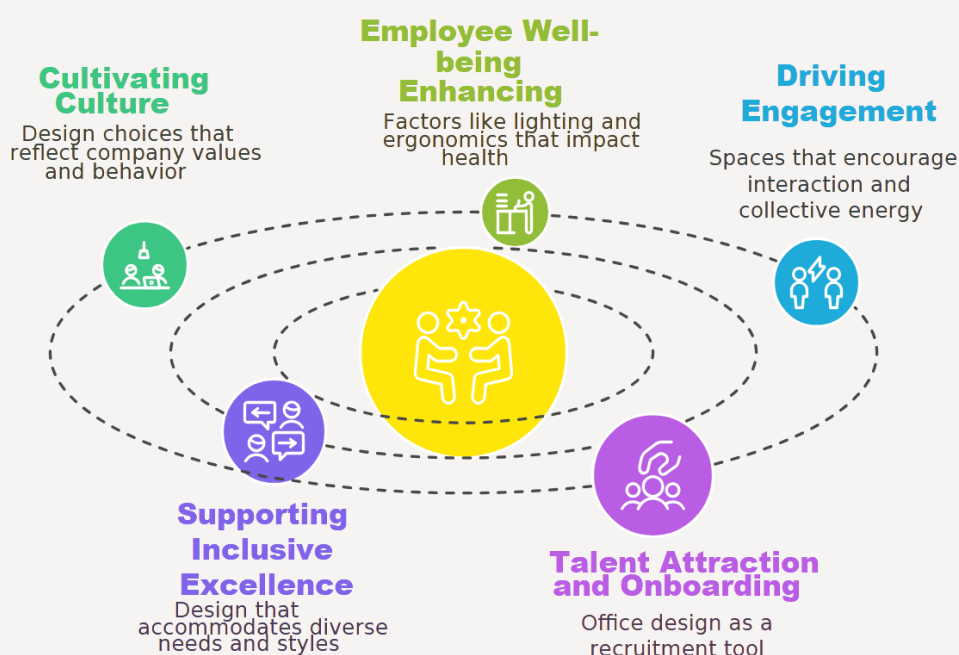 Employee Well-
being
Enhancing
Factors like lighting and
ergonomics that impact
health
Cultivating
Culture
Design choices that
reflect company values
and behavior
Driving
Engagement
Spaces that encourage
interaction and
collective energy
Supporting
Inclusive
Excellence
Design that
accommodates diverse
needs and styles
Talent Attraction
and Onboarding
Office design as a
recruitment tool